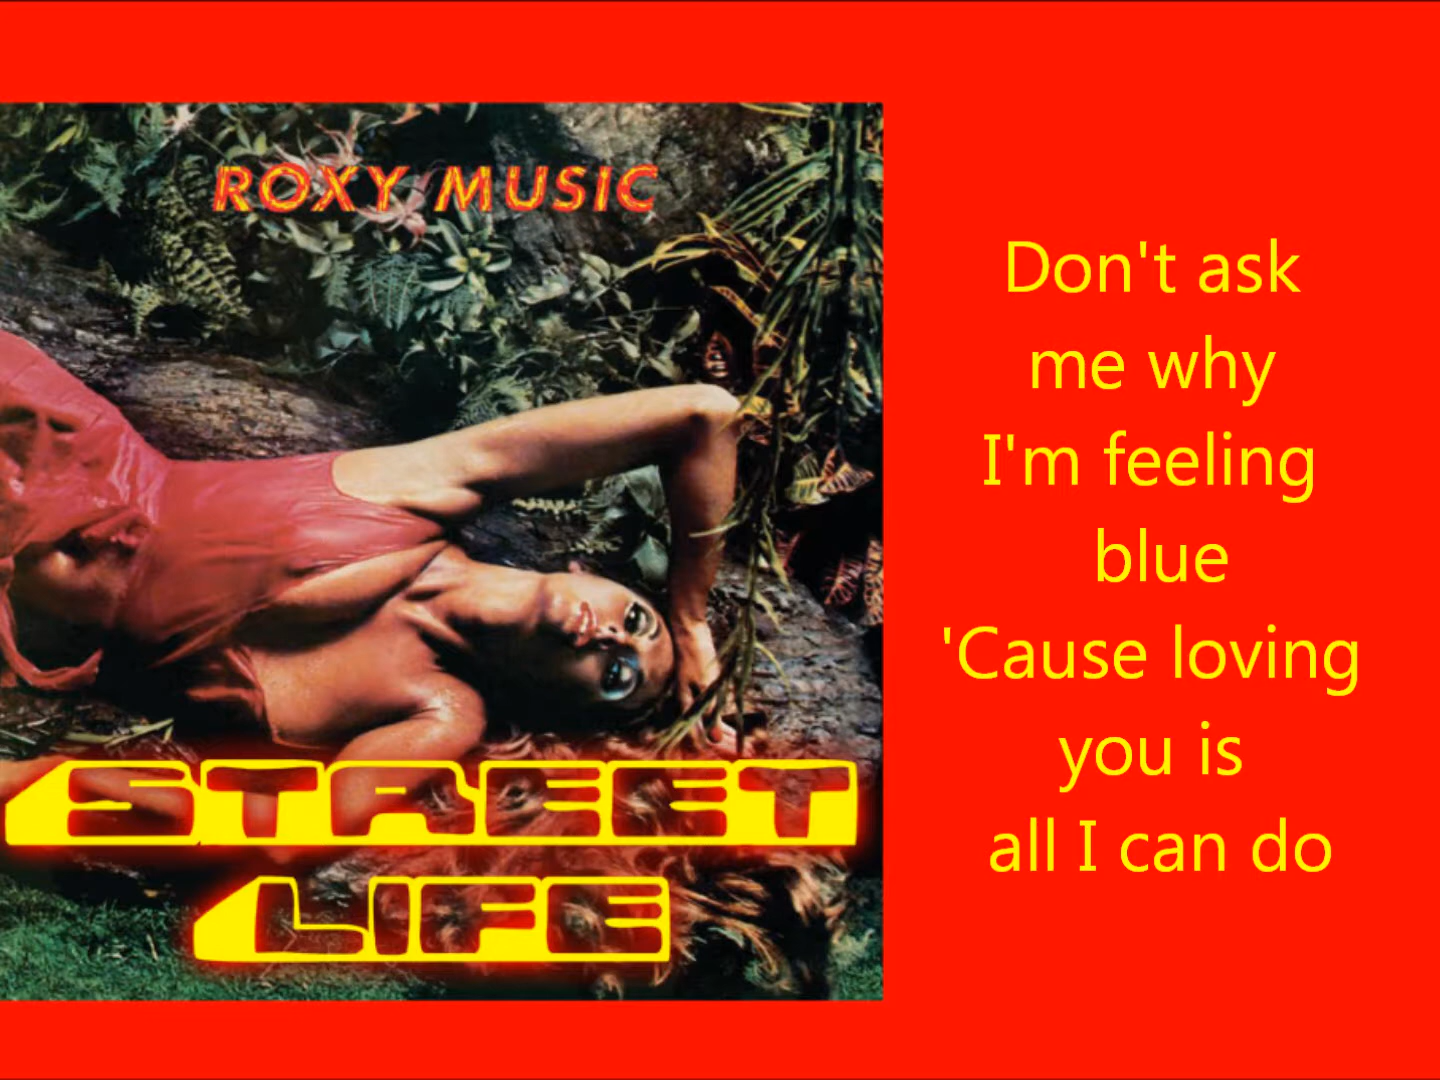 ROXY MUSIC
STREET
LIFE
Don't ask
me why
I'm feeling
blue
'Cause loving
you is
all I can do